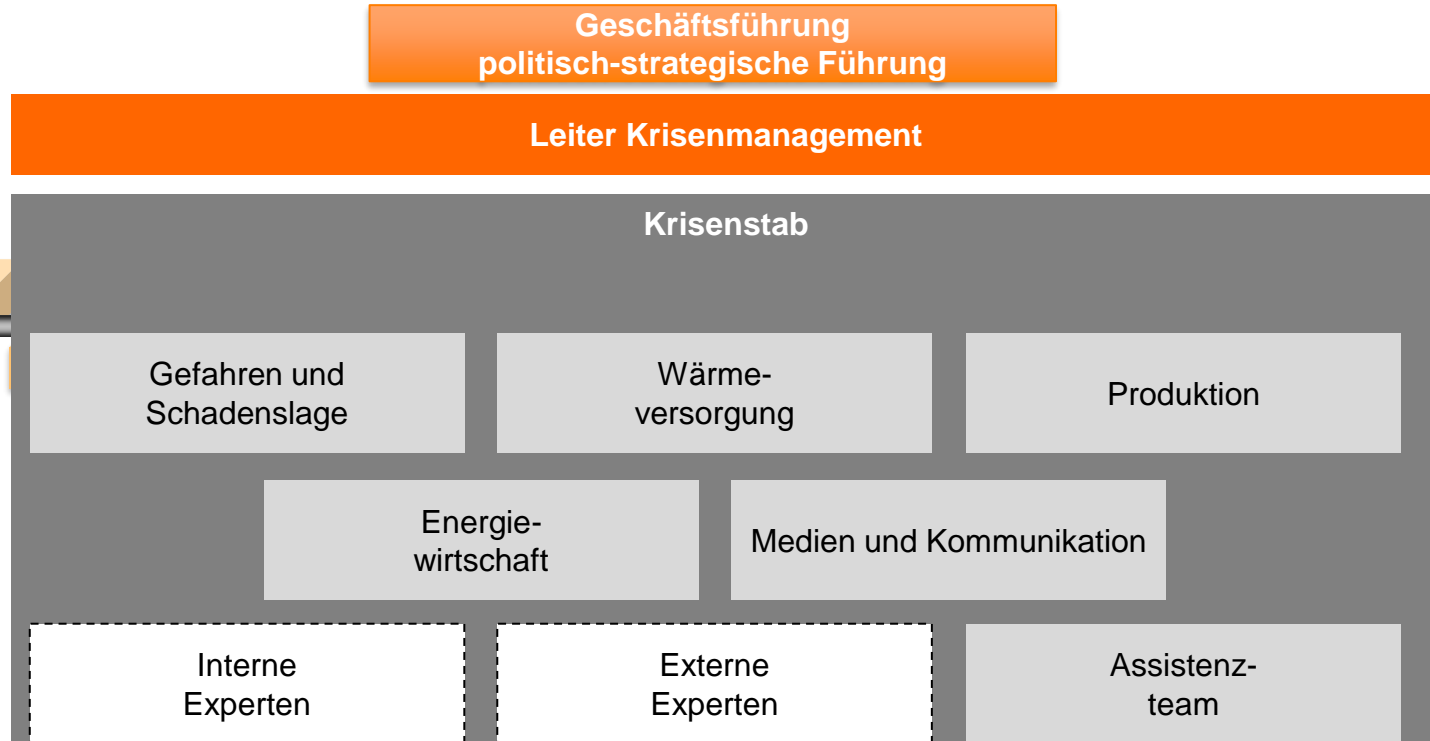 Geschäftsführung
politisch-strategische Führung
Leiter Krisenmanagement
Krisenstab
Gefahren und
Schadenslage
Wärme-
versorgung
Produktion
Energie-
wirtschaft
Medien und Kommunikation
Interne
Experten
Externe
Experten
Assistenz-
team